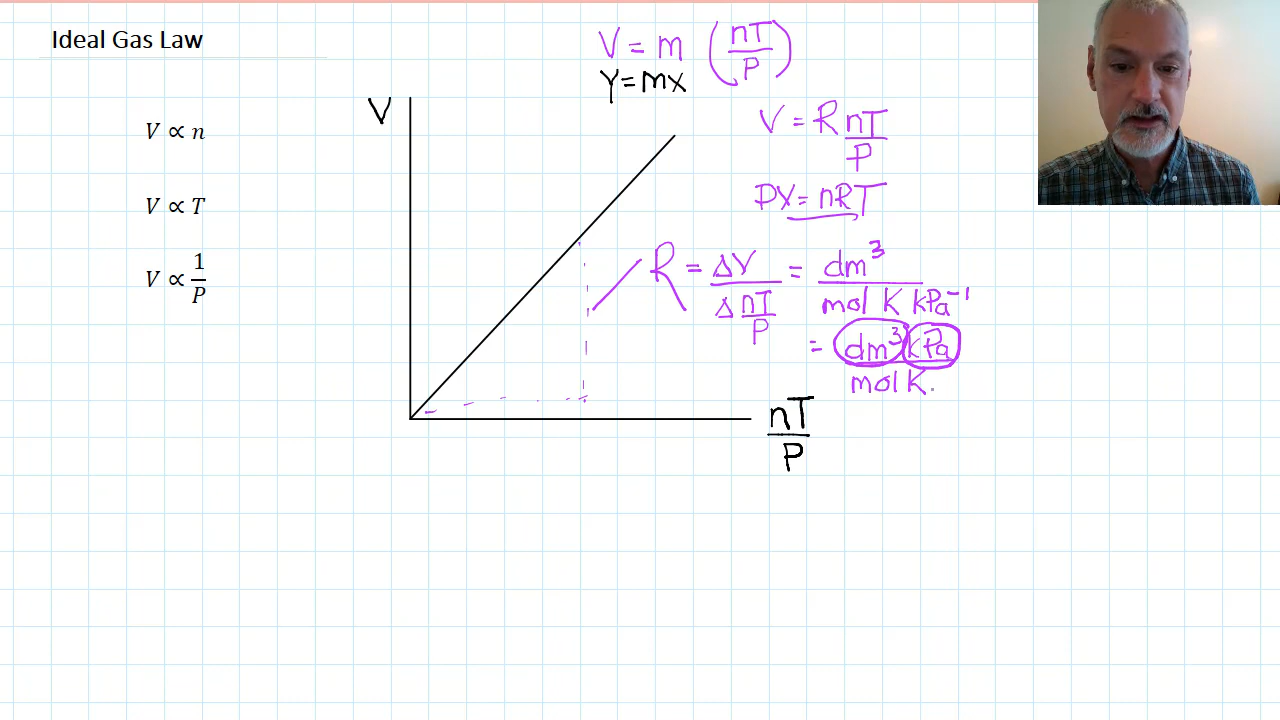 Ideal Gas Law
V ∝ n
V ∝ T
V ∝ 1/P
V = m (nT/P)
Y = mx
V
V = R nT/P
PV = nRT
R = ΔV/(Δ nT/P) = dm³/(mol K kPa⁻¹)
= dm³ kPa/(mol K)
nT/P